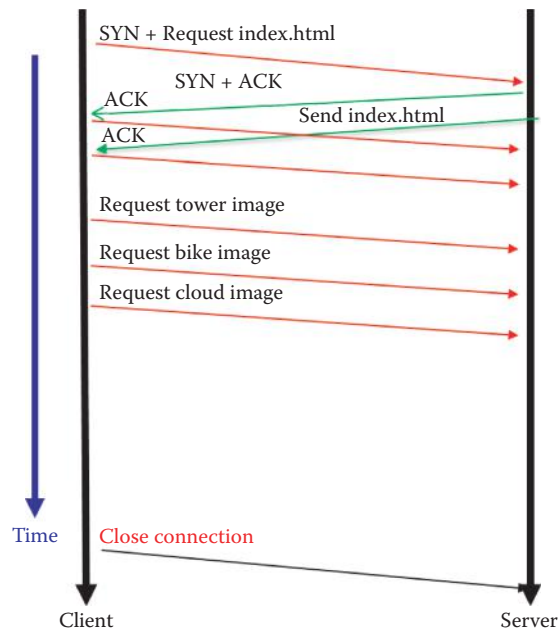 SYN + Request index.html
SYN + ACK
ACK
Send index.html
ACK
Request tower image
Request bike image
Request cloud image
Time
Close connection
Client
Server